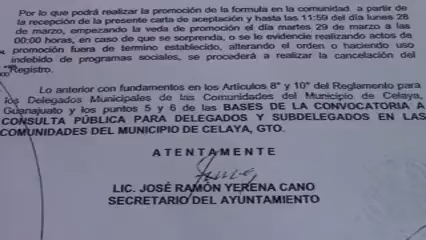 Por lo que podrá realizar la promoción de la formula en la comunidad a partir de
la recepción de la presente carta de aceptación y hasta las 11:59 del día lunes 28
de marzo, empezando la veda de promoción el día martes 29 de marzo a las
00:00 horas, en caso de que se sorprenda, o se le evidencie realizando actos de
promoción fuera de termino establecido, alterando el orden o haciendo uso
indebido de programas sociales, se procederá a realizar la cancelación del
Registro.
Lo anterior con fundamentos en los Artículos 8° y 10° del Reglamento para
los Delegados Municipales de las Comunidades del Municipio de Celaya,
Guanajuato y los puntos 5 y 6 de las BASES DE LA CONVOCATORIA A
CONSULTA PÚBLICA PARA DELEGADOS Y SUBDELEGADOS EN LAS
COMUNIDADES DEL MUNICIPIO DE CELAYA, GTO.
A T E N T A M E N T E
LIC. JOSÉ RAMÓN YERENA CANO
SECRETARIO DEL AYUNTAMIENTO